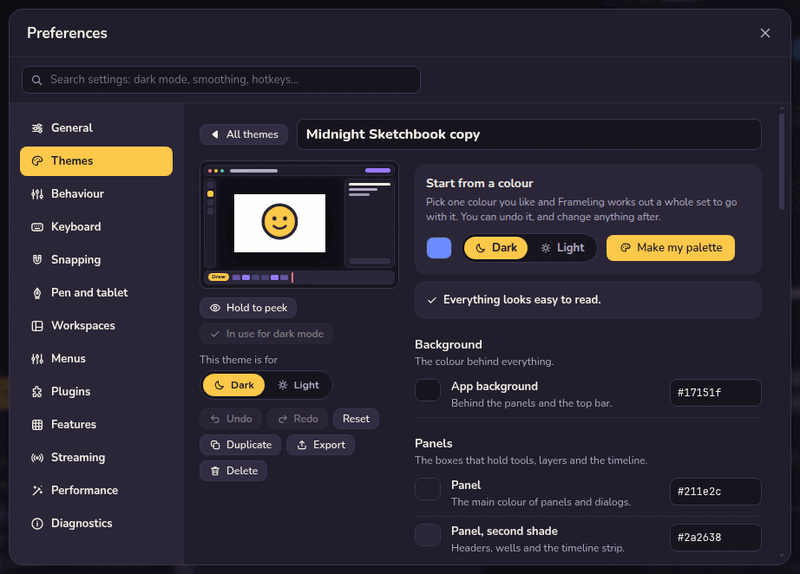 Preferences
Search settings: dark mode, smoothing, hotkeys...
General
Themes
Behaviour
Keyboard
Snapping
Pen and tablet
Workspaces
Menus
Plugins
Features
Streaming
Performance
Diagnostics
All themes
Midnight Sketchbook copy
Draw
Hold to peek
In use for dark mode
This theme is for
Dark
Light
Undo
Redo
Reset
Duplicate
Export
Delete
Start from a colour
Pick one colour you like and Frameling works out a whole set to go
with it. You can undo it, and change anything after.
Dark
Light
Make my palette
Everything looks easy to read.
Background
The colour behind everything.
App background
Behind the panels and the top bar.
#17151f
Panels
The boxes that hold tools, layers and the timeline.
Panel
The main colour of panels and dialogs.
#211e2c
Panel, second shade
Headers, wells and the timeline strip.
#2a2638